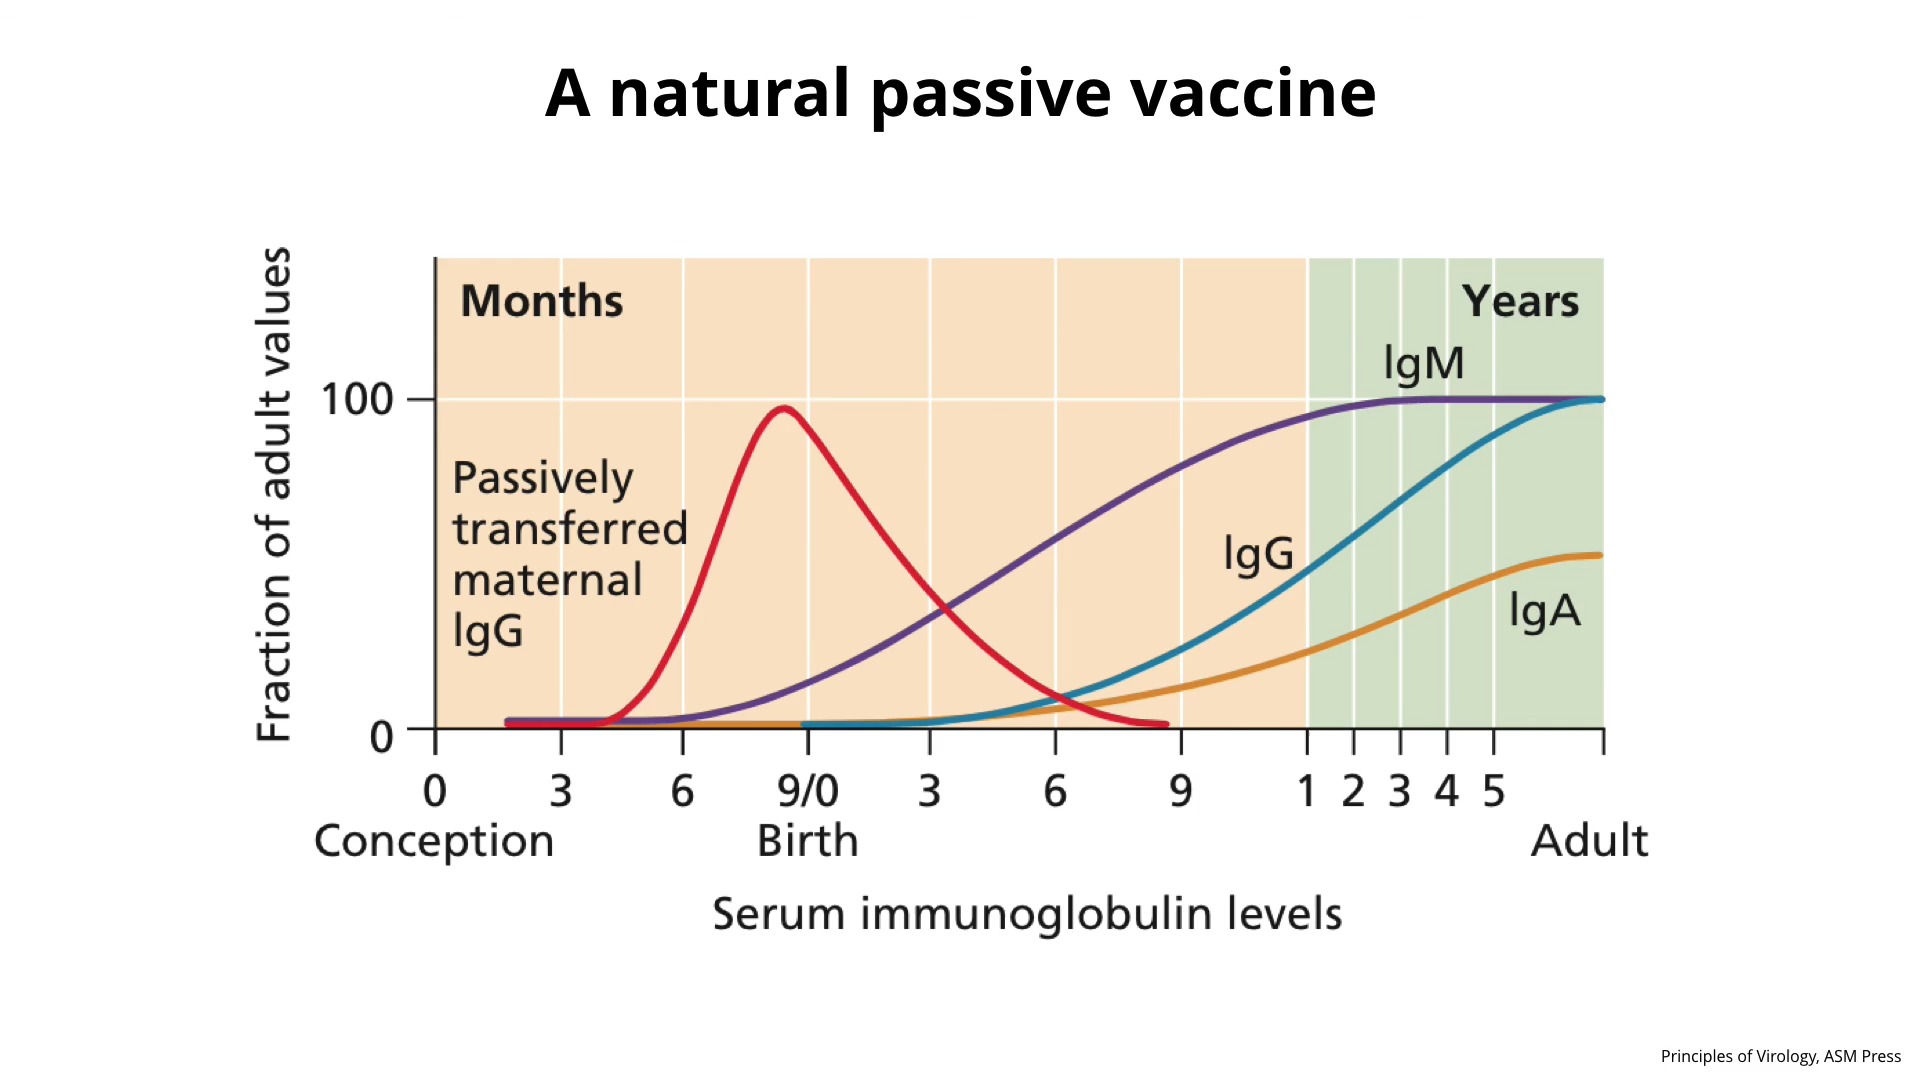 A natural passive vaccine
Fraction of adult values
Months
Years
100
0
Passively
transferred
maternal
IgG
IgM
IgG
IgA
0 3 6 9/0 3 6 9 1 2 3 4 5
Conception Birth Adult
Serum immunoglobulin levels
Principles of Virology, ASM Press